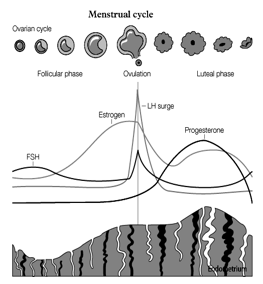 Menstrual cycle
Ovarian cycle
Follicular phase
Ovulation
Luteal phase
LH surge
Estrogen
Progesterone
FSH
Endometrium